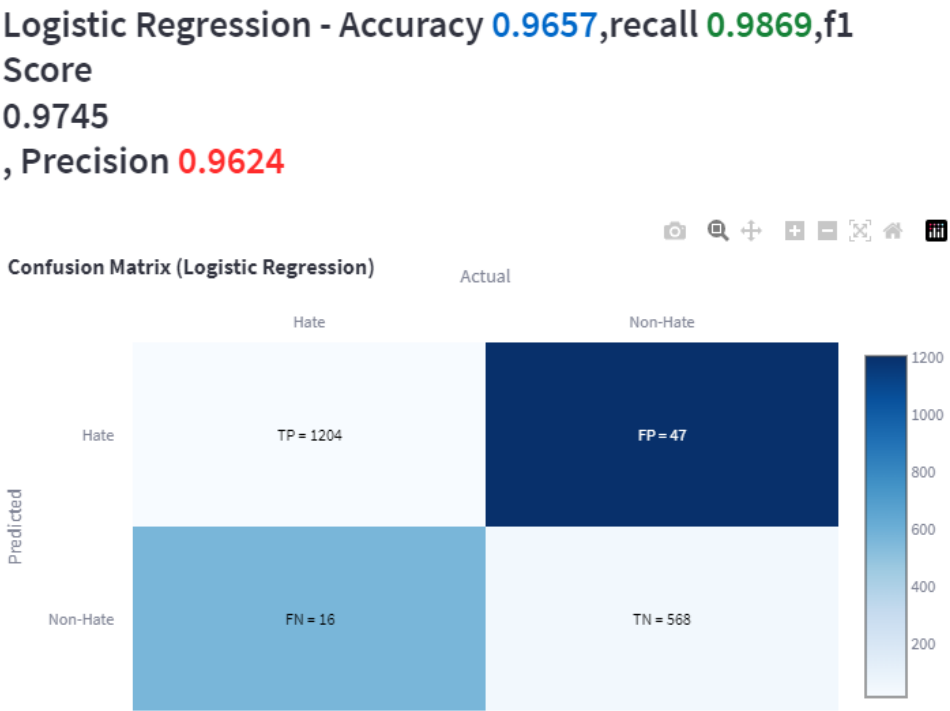 Logistic Regression - Accuracy 0.9657,recall 0.9869,f1
Score
0.9745
, Precision 0.9624
Confusion Matrix (Logistic Regression)
Actual
Hate
Non-Hate
1200
1000
800
600
400
200
Predicted
Hate
TP = 1204
FP = 47
Non-Hate
FN = 16
TN = 568